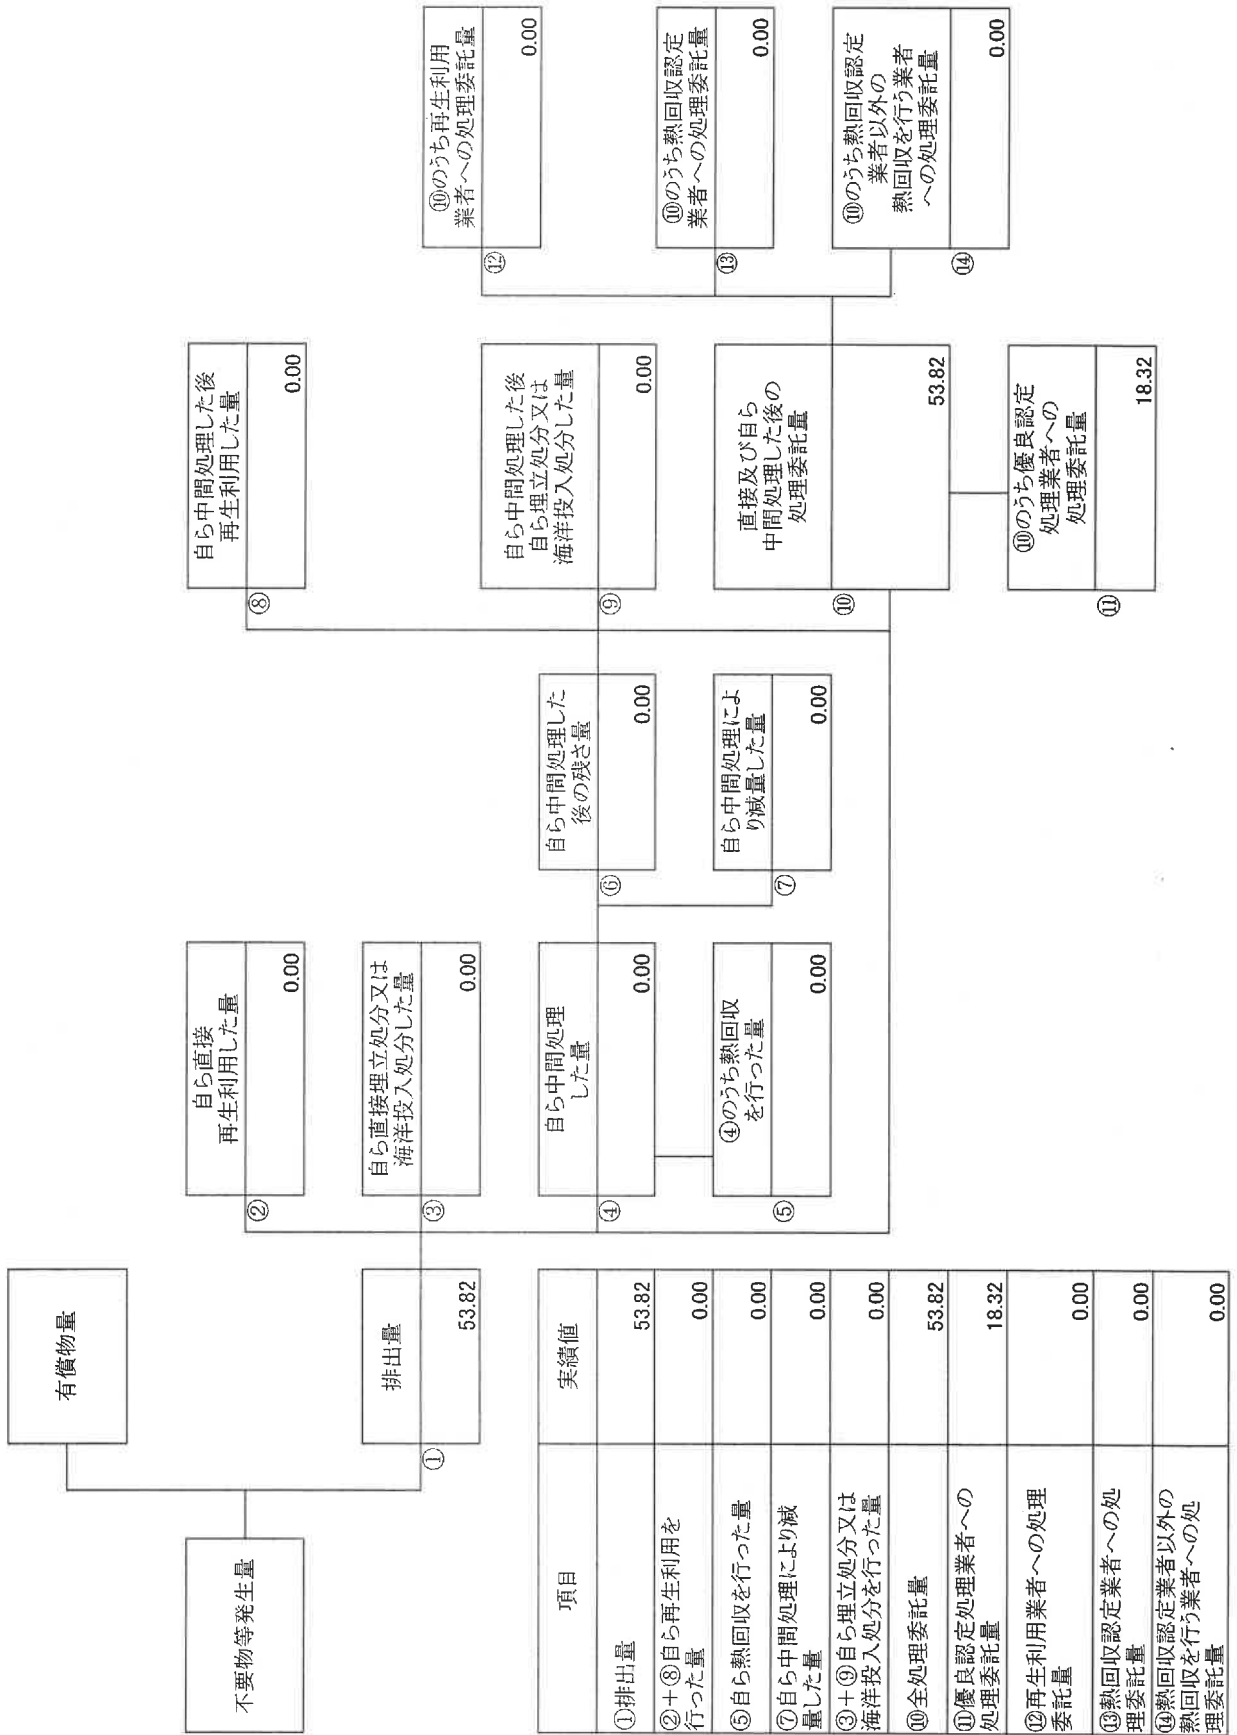 不要物等発生量
有償物量
①
排出量
53.82
②
自ら直接
再生利用した量
0.00
③
自ら直接埋立処分又は
海洋投入処分した量
0.00
④
自ら中間処理
した量
0.00
⑤
④のうち熱回収
を行った量
0.00
⑥
自ら中間処理した
後の残さ量
0.00
⑦
自ら中間処理によ
り減量した量
0.00
⑧
自ら中間処理した後
再生利用した量
0.00
⑨
自ら中間処理した後
自ら埋立処分又は
海洋投入処分した量
0.00
⑩
直接及び自ら
中間処理した後の
処理委託量
53.82
⑪
⑩のうち優良認定
処理業者への
処理委託量
18.32
⑫
⑩のうち再生利用
業者への処理委託量
0.00
⑬
⑩のうち熱回収認定
業者への処理委託量
0.00
⑭
⑩のうち熱回収認定
業者以外の
熱回収を行う業者
への処理委託量
0.00
項目 実績値
①排出量 53.82
②+⑧自ら再生利用を
行った量 0.00
⑤自ら熱回収を行った量 0.00
⑦自ら中間処理により減
量した量 0.00
③+⑨自ら埋立処分又は
海洋投入処分を行った量 0.00
⑩全処理委託量 53.82
⑪優良認定処理業者への
処理委託量 18.32
⑫再生利用業者への処理
委託量 0.00
⑬熱回収認定業者への処
理委託量 0.00
⑭熱回収認定業者以外の
熱回収を行う業者への処
理委託量 0.00